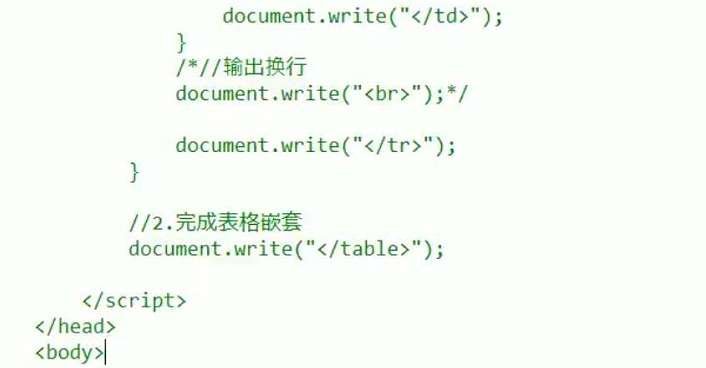 document.write("</td>");
}
/*//输出换行
document.write("<br>");*/
document.write("</tr>");
}
//2.完成表格嵌套
document.write("</table>");
</script>
</head>
<body>